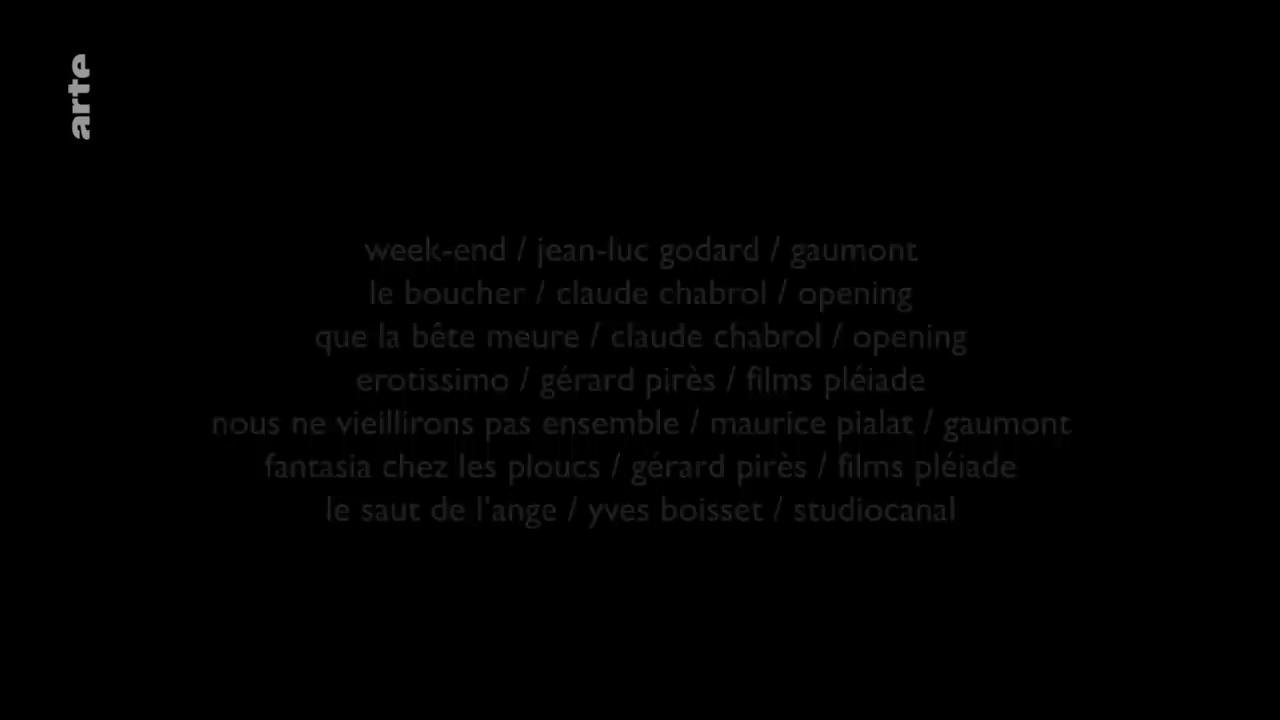 arte
week-end / jean-luc godard / gaumont
le boucher / claude chabrol / opening
que la bête meure / claude chabrol / opening
erotissimo / gérard pirès / films pléiade
nous ne vieillirons pas ensemble / maurice pialat / gaumont
fantasia chez les ploucs / gérard pirès / films pléiade
le saut de l'ange / yves boisset / studiocanal